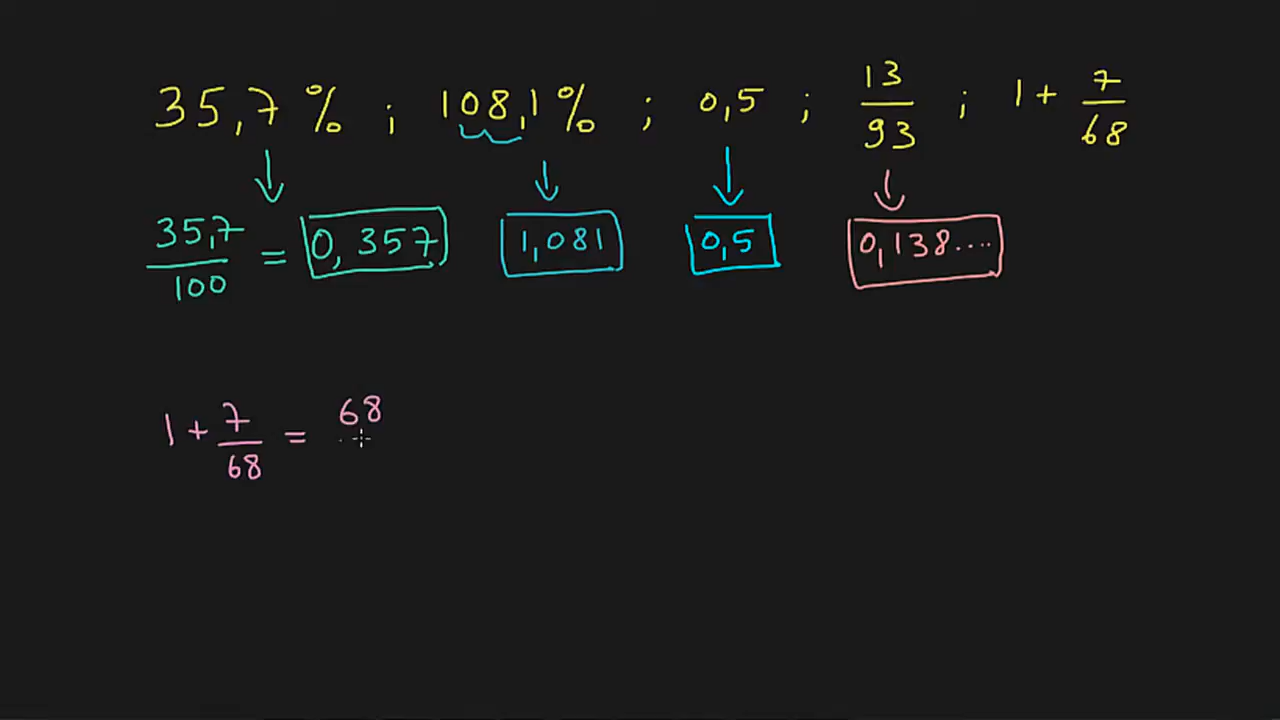 35,7 % ; 108,1 % ; 0,5 ; 13/93 ; 1 + 7/68
35,7/100 = 0,357 1,081 0,5 0,138....
1 + 7/68 = 68